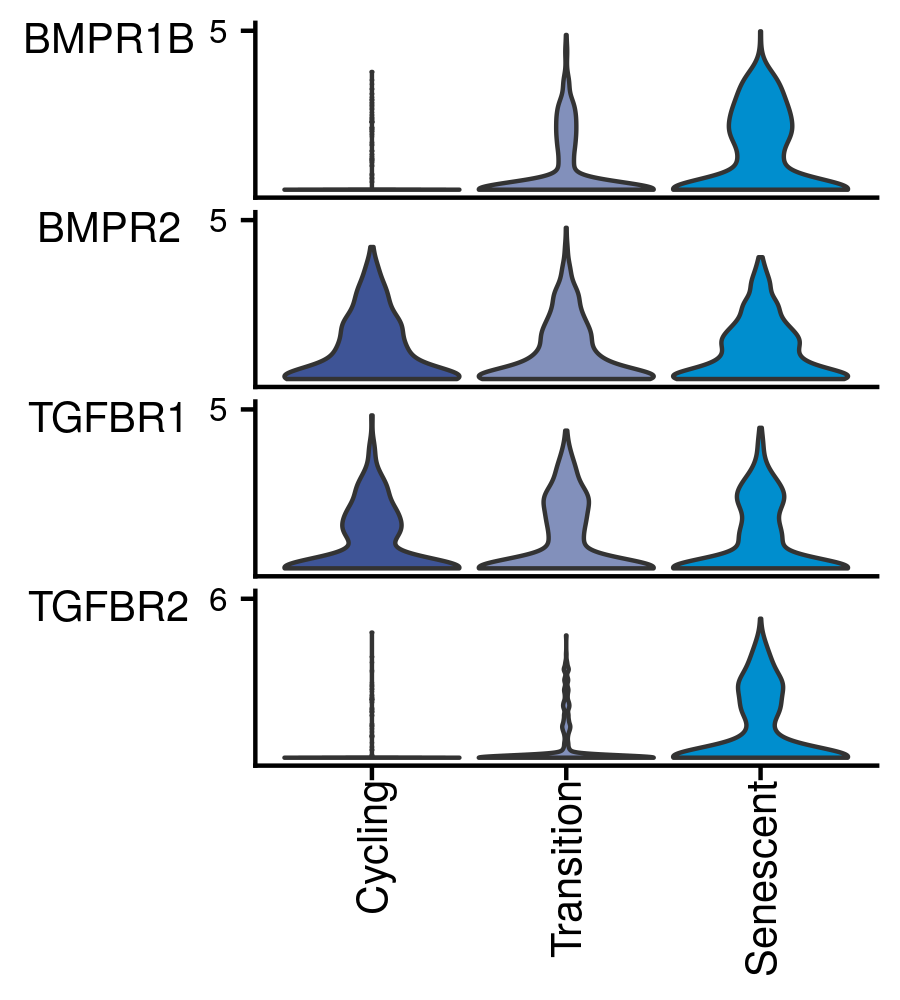 BMPR1B 5
BMPR2 5
TGFBR1 5
TGFBR2 6
Cycling
Transition
Senescent